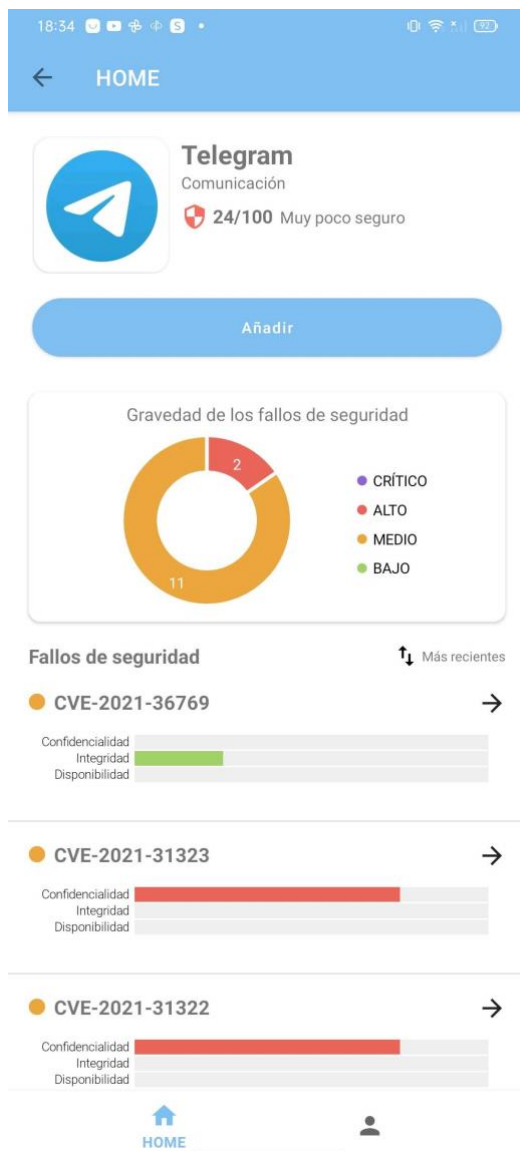 18:34
92
HOME
Telegram
Comunicación
24/100 Muy poco seguro
Añadir
Gravedad de los fallos de seguridad
2
11
CRÍTICO
ALTO
MEDIO
BAJO
Fallos de seguridad
Más recientes
CVE-2021-36769
Confidencialidad
Integridad
Disponibilidad
CVE-2021-31323
Confidencialidad
Integridad
Disponibilidad
CVE-2021-31322
Confidencialidad
Integridad
Disponibilidad
HOME